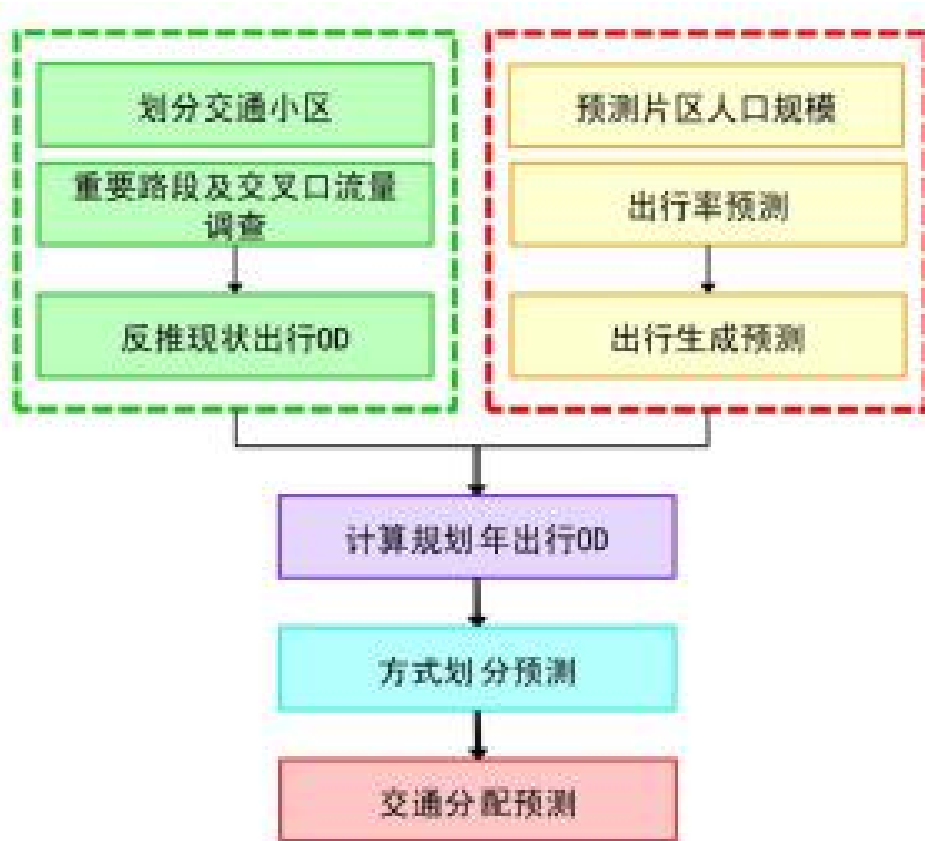 划分交通小区
重要路段及交叉口流量
调查
反推现状出行OD
预测片区人口规模
出行率预测
出行生成预测
计算规划年出行OD
方式划分预测
交通分配预测